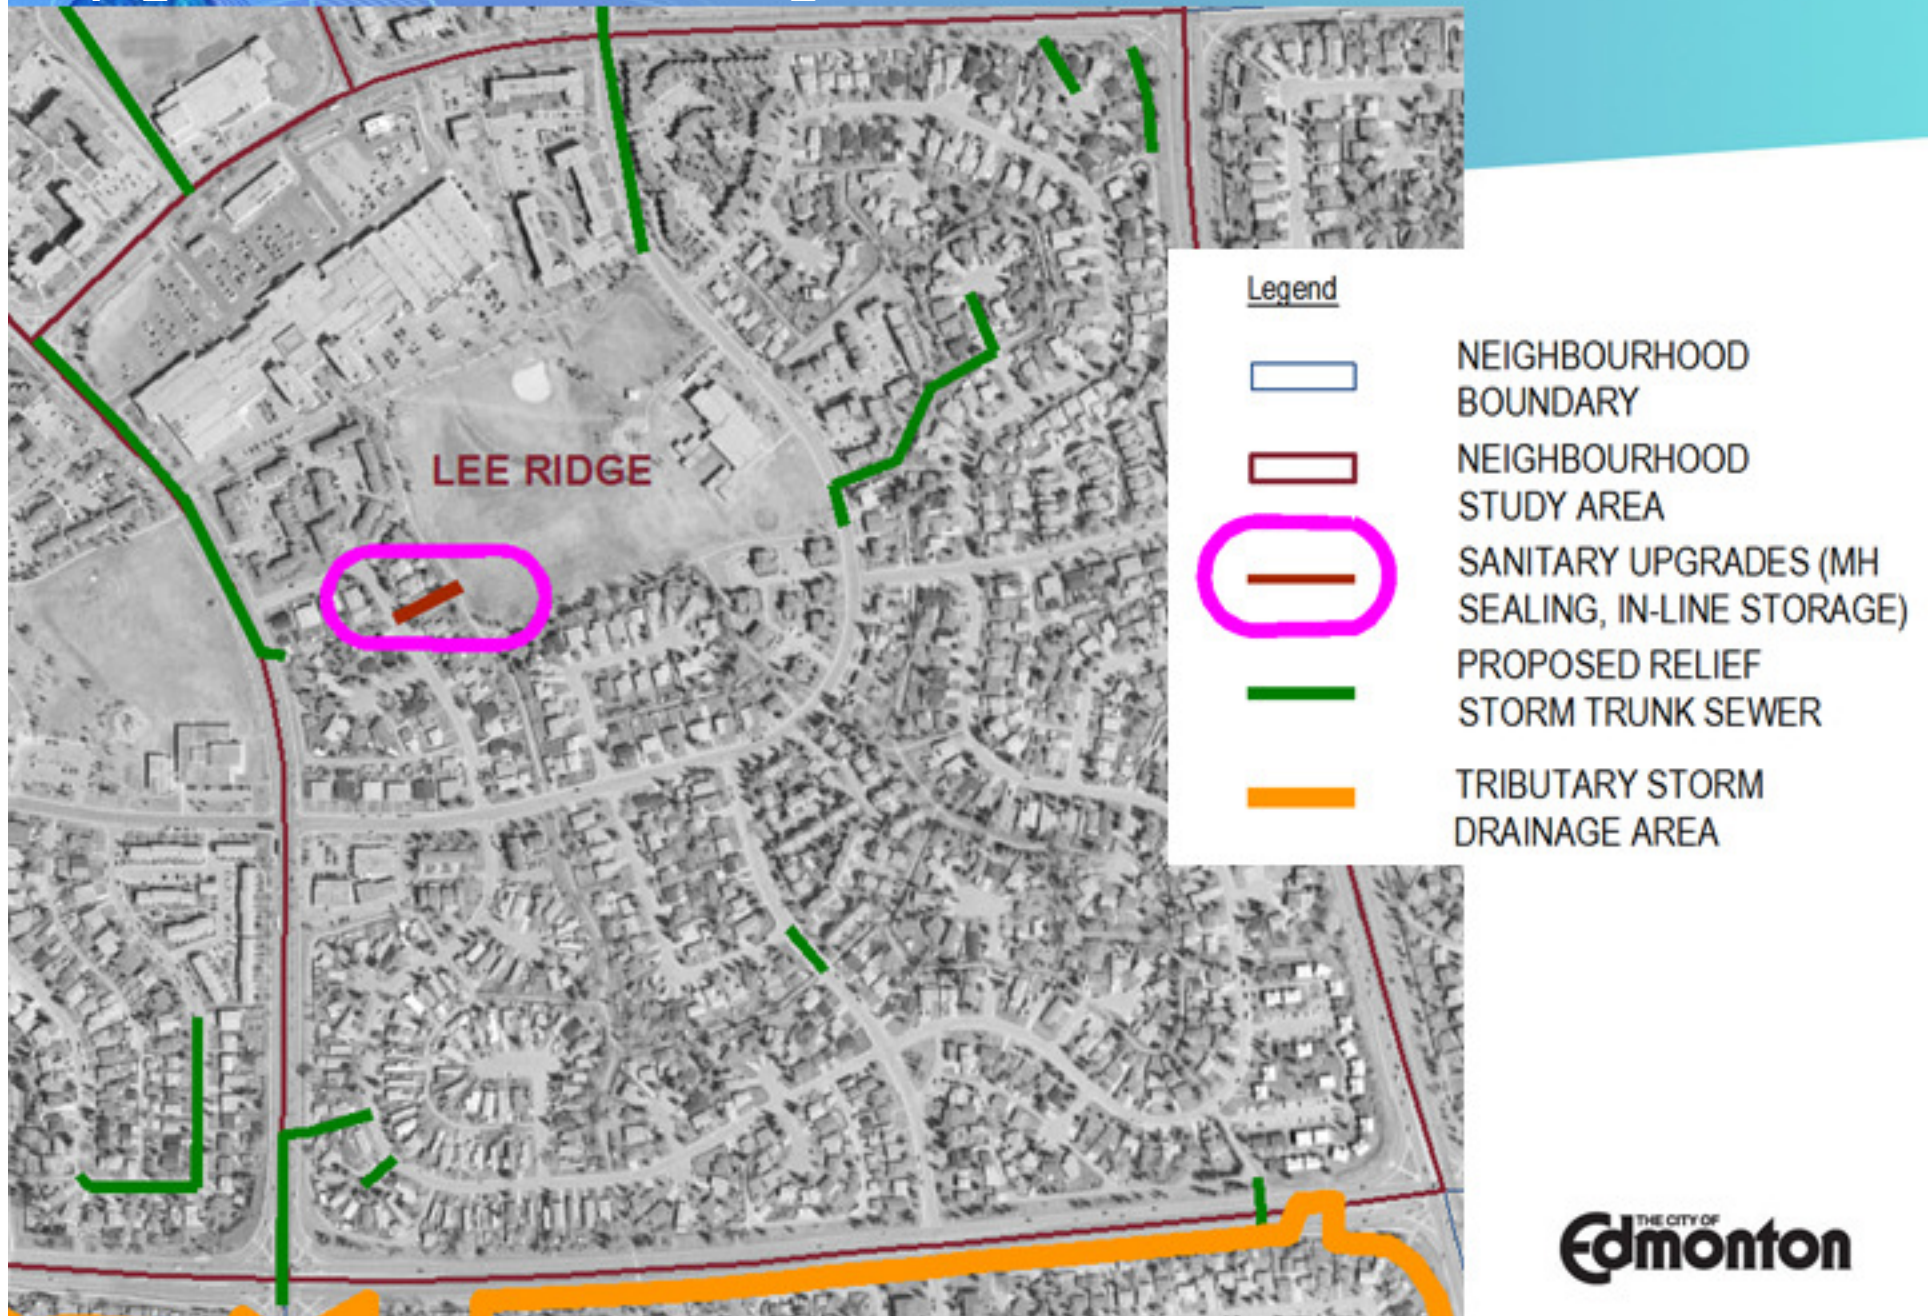 LEE RIDGE
Legend
NEIGHBOURHOOD
BOUNDARY
NEIGHBOURHOOD
STUDY AREA
SANITARY UPGRADES (MH
SEALING, IN-LINE STORAGE)
PROPOSED RELIEF
STORM TRUNK SEWER
TRIBUTARY STORM
DRAINAGE AREA
THE CITY OF
Edmonton